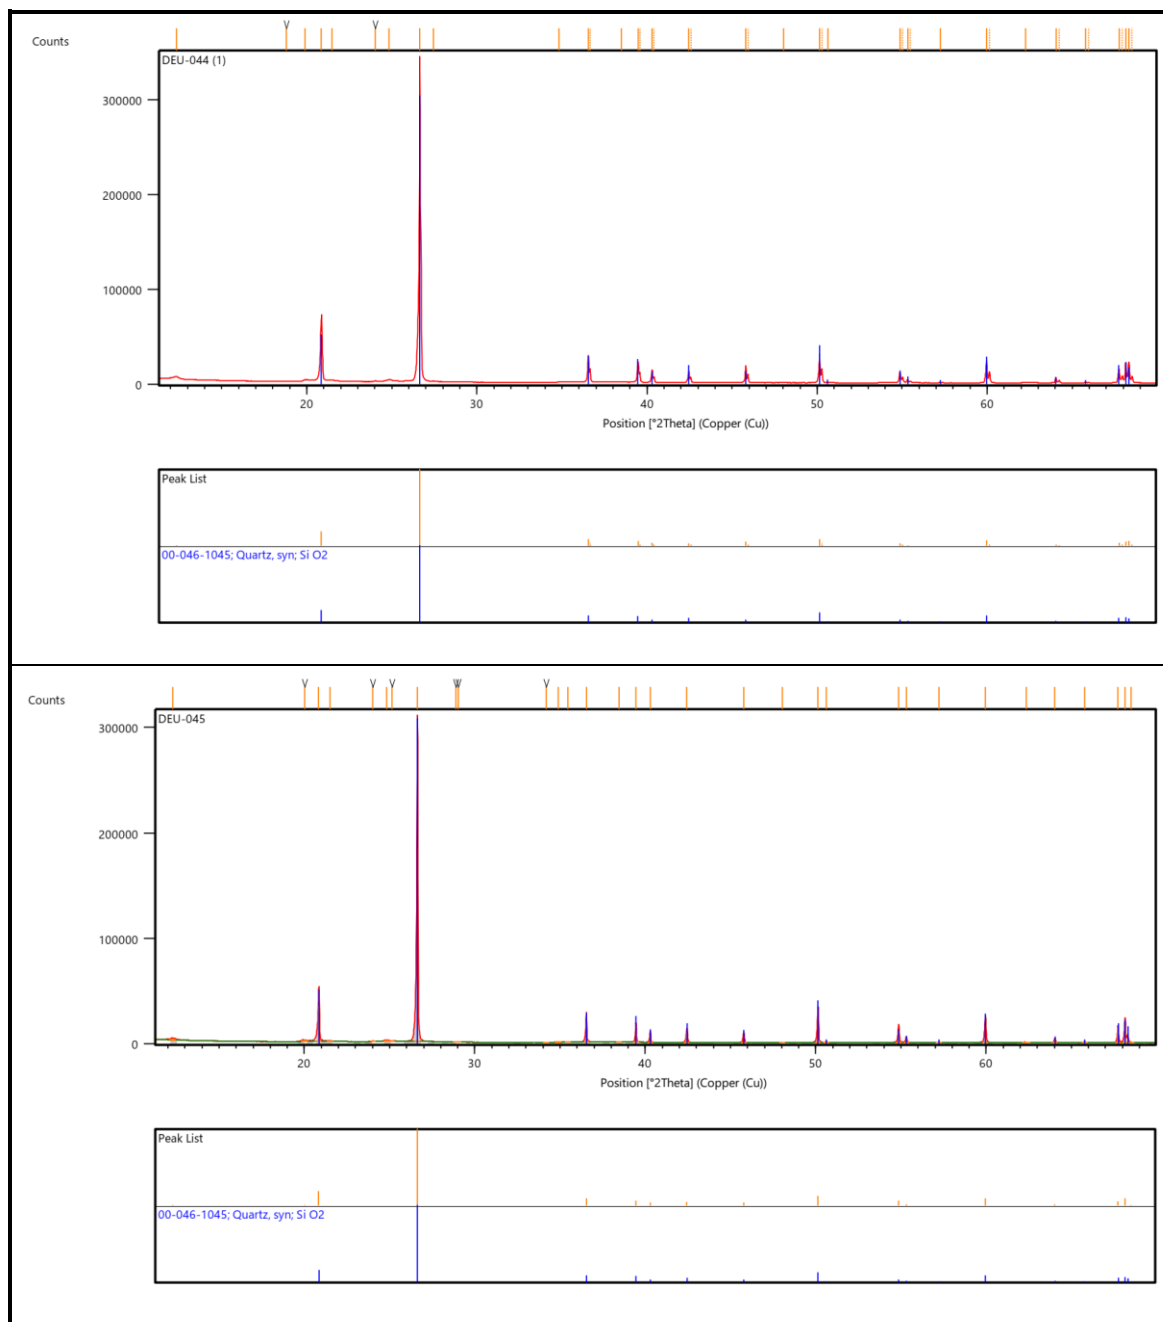 Counts
DEU-044 (1)
300000
200000
100000
0
20 30 40 50 60
Position [°2Theta] (Copper (Cu))
Peak List
00-046-1045; Quartz, syn; Si O2
Counts
DEU-045
300000
200000
100000
0
20 30 40 50 60
Position [°2Theta] (Copper (Cu))
Peak List
00-046-1045; Quartz, syn; Si O2